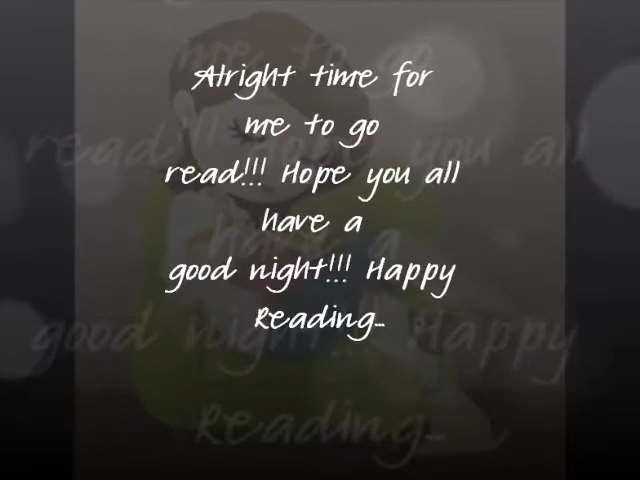 Alright time for
me to go
read!!! Hope you all
have a
good night!!! Happy
Reading...